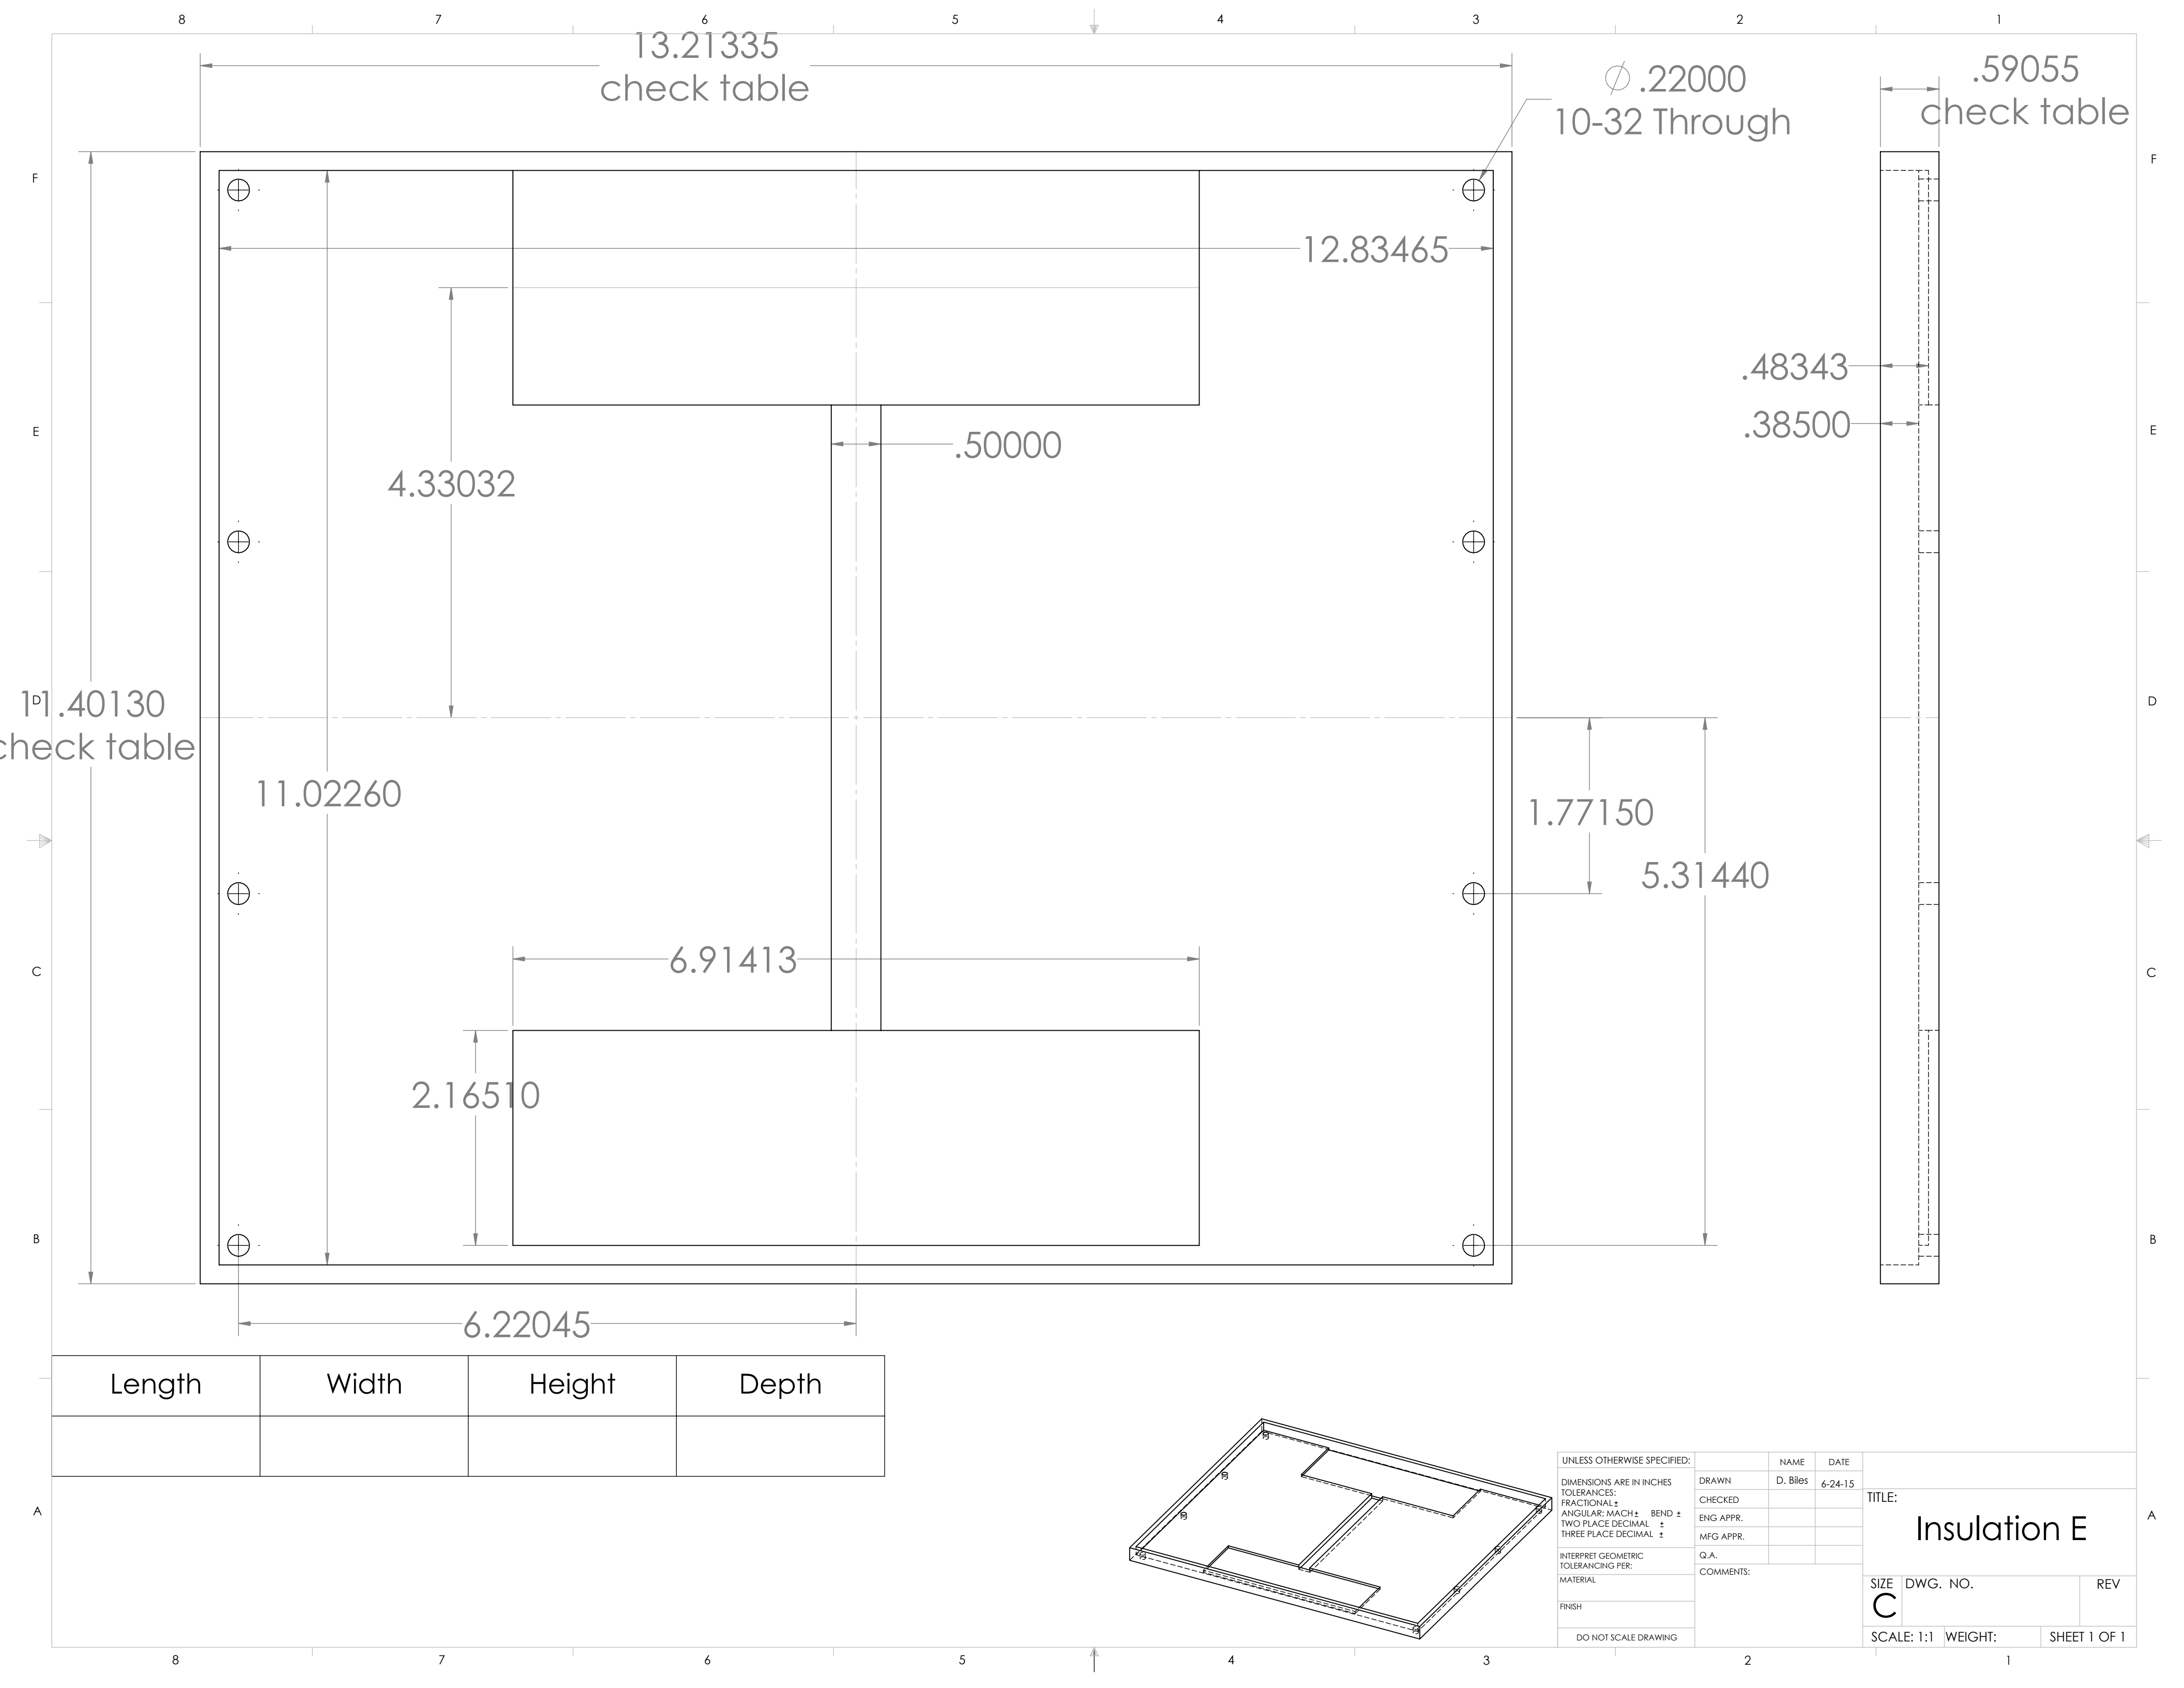 8 7 6 5 4 3 2 1
13.21335
check table
∅ .22000
10-32 Through
.59055
check table
F F
12.83465
.48343
.38500
E E
.50000
4.33032
D D
11.40130
check table
11.02260
1.77150
5.31440
6.91413
C C
2.16510
B B
6.22045
Length Width Height Depth
A A
UNLESS OTHERWISE SPECIFIED:
DIMENSIONS ARE IN INCHES
TOLERANCES:
FRACTIONAL±
ANGULAR: MACH± BEND ±
TWO PLACE DECIMAL ±
THREE PLACE DECIMAL ±
INTERPRET GEOMETRIC
TOLERANCING PER:
MATERIAL
FINISH
DO NOT SCALE DRAWING
NAME DATE
DRAWN D. Biles 6-24-15
CHECKED
ENG APPR.
MFG APPR.
Q.A.
COMMENTS:
TITLE:
Insulation E
SIZE DWG. NO. REV
C
SCALE: 1:1 WEIGHT: SHEET 1 OF 1
8 7 6 5 4 3 2 1